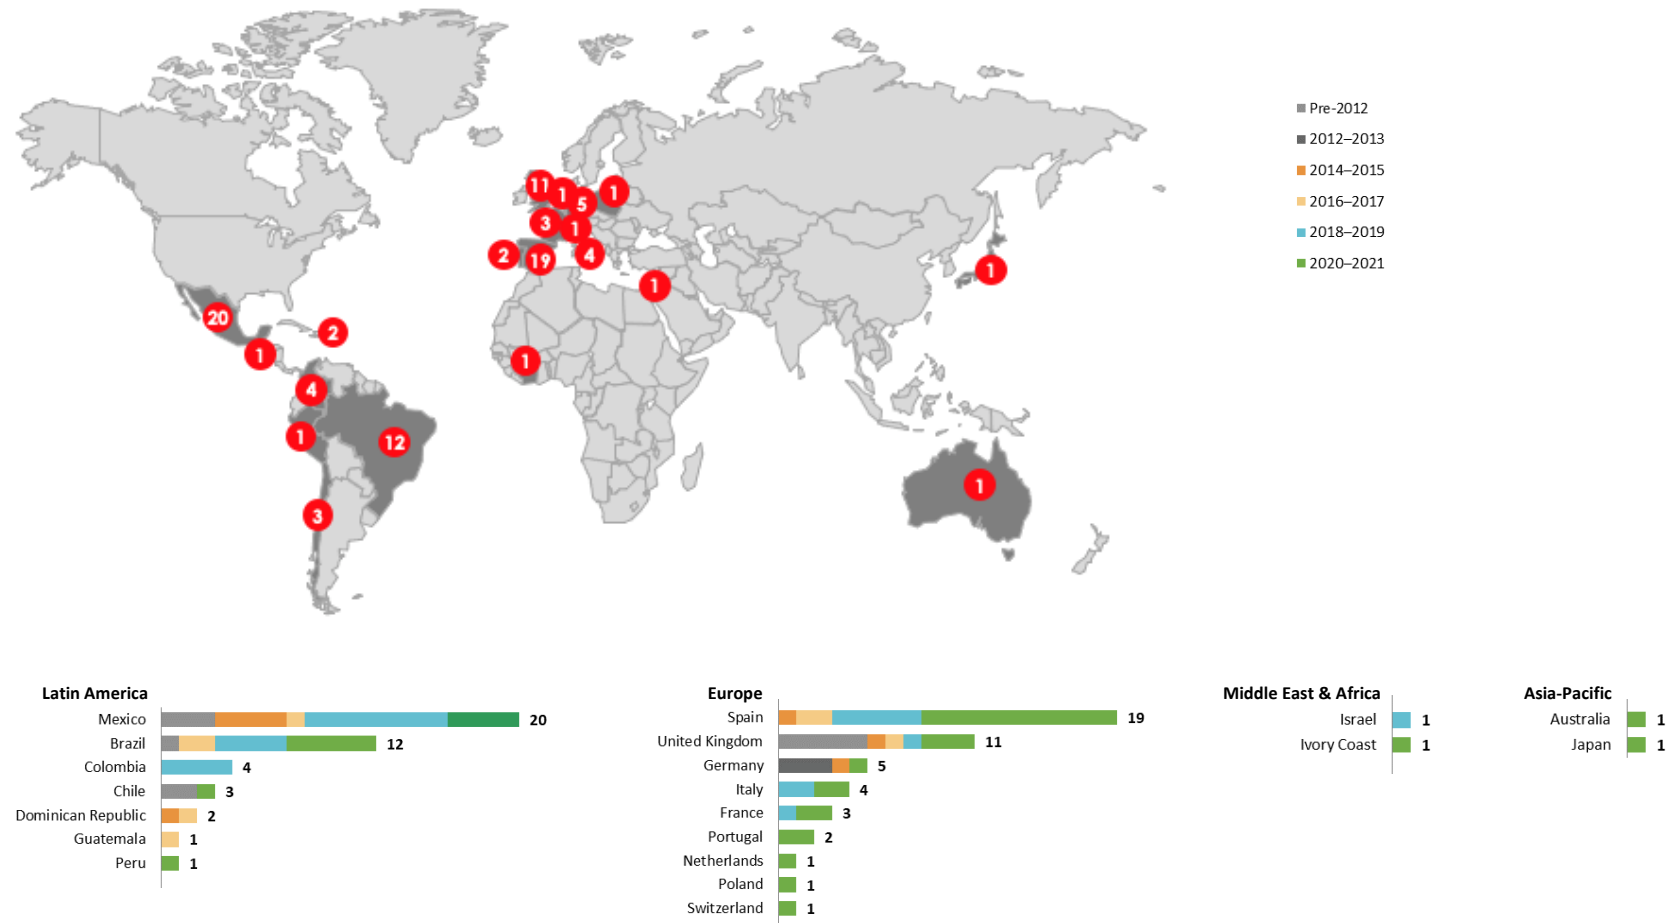 Pre-2012
2012–2013
2014–2015
2016–2017
2018–2019
2020–2021
11
1
5
1
3
1
2
19
4
1
1
20
2
1
1
4
1
12
1
3
Latin America
Mexico 20
Brazil 12
Colombia 4
Chile 3
Dominican Republic 2
Guatemala 1
Peru 1
Europe
Spain 19
United Kingdom 11
Germany 5
Italy 4
France 3
Portugal 2
Netherlands 1
Poland 1
Switzerland 1
Middle East & Africa
Israel 1
Ivory Coast 1
Asia-Pacific
Australia 1
Japan 1